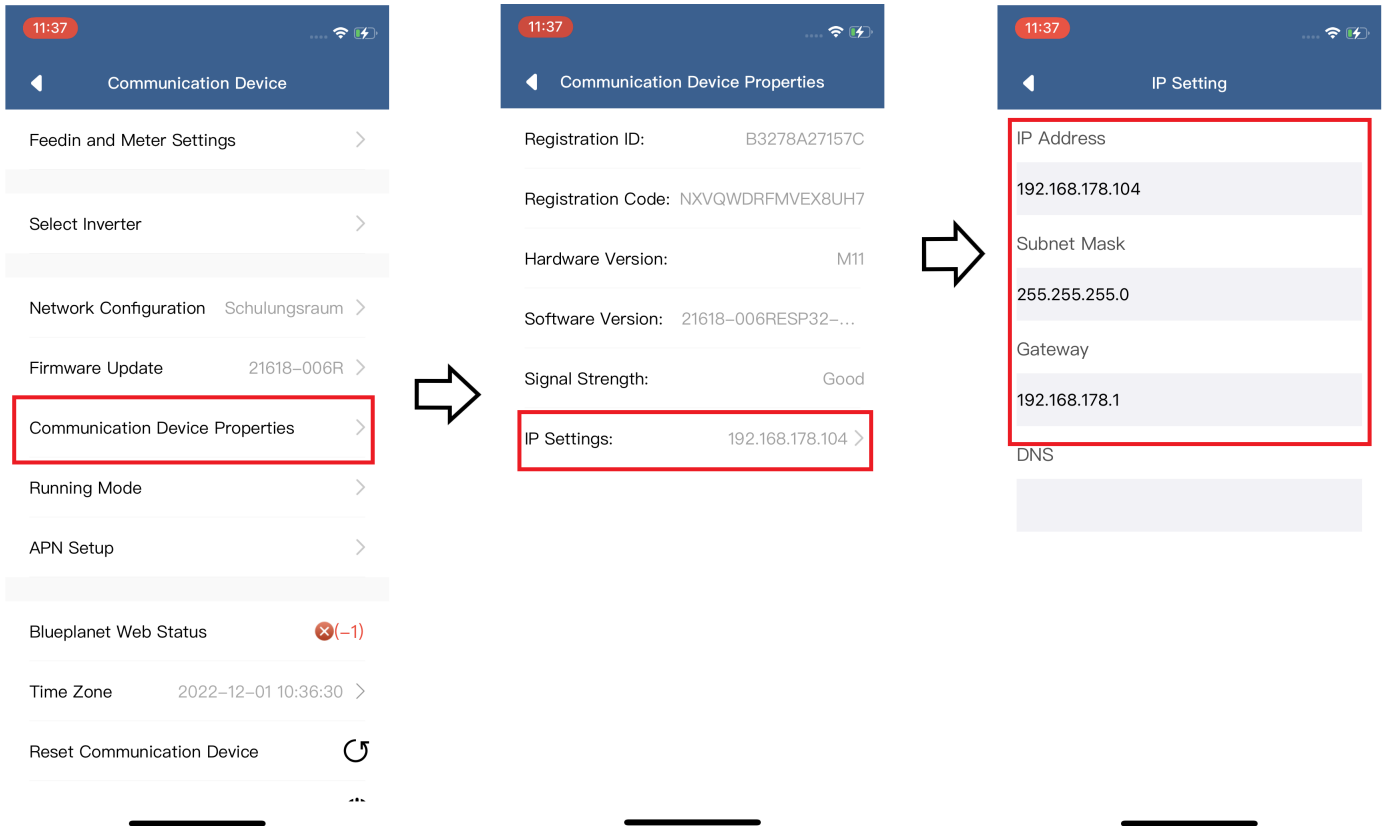 11:37
Communication Device
Feedin and Meter Settings
Select Inverter
Network Configuration Schulungsraum
Firmware Update 21618-006R
Communication Device Properties
Running Mode
APN Setup
Blueplanet Web Status (-1)
Time Zone 2022-12-01 10:36:30
Reset Communication Device
11:37
Communication Device Properties
Registration ID: B3278A27157C
Registration Code: NXVQWDRFMVEX8UH7
Hardware Version: M11
Software Version: 21618-006RESP32-...
Signal Strength: Good
IP Settings: 192.168.178.104
11:37
IP Setting
IP Address
192.168.178.104
Subnet Mask
255.255.255.0
Gateway
192.168.178.1
DNS